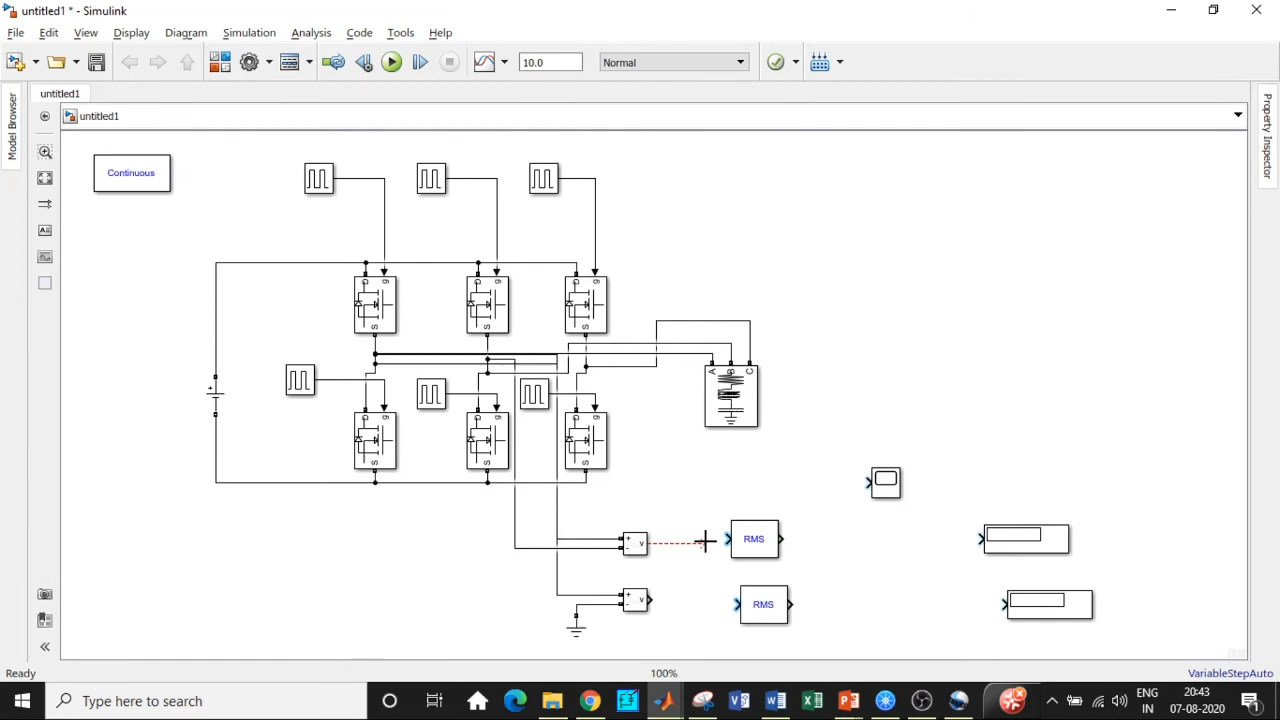 untitled1 * - Simulink
File Edit View Display Diagram Simulation Analysis Code Tools Help
10.0 Normal
untitled1
untitled1
Model Browser
Property Inspector
Continuous
D g
S
D g
S
D g
S
A B C
+
D g
S
D g
S
D g
S
+
-
v
RMS
+
-
v
RMS
Ready 100% VariableStepAuto
Type here to search
ENG
IN
20:43
07-08-2020
1